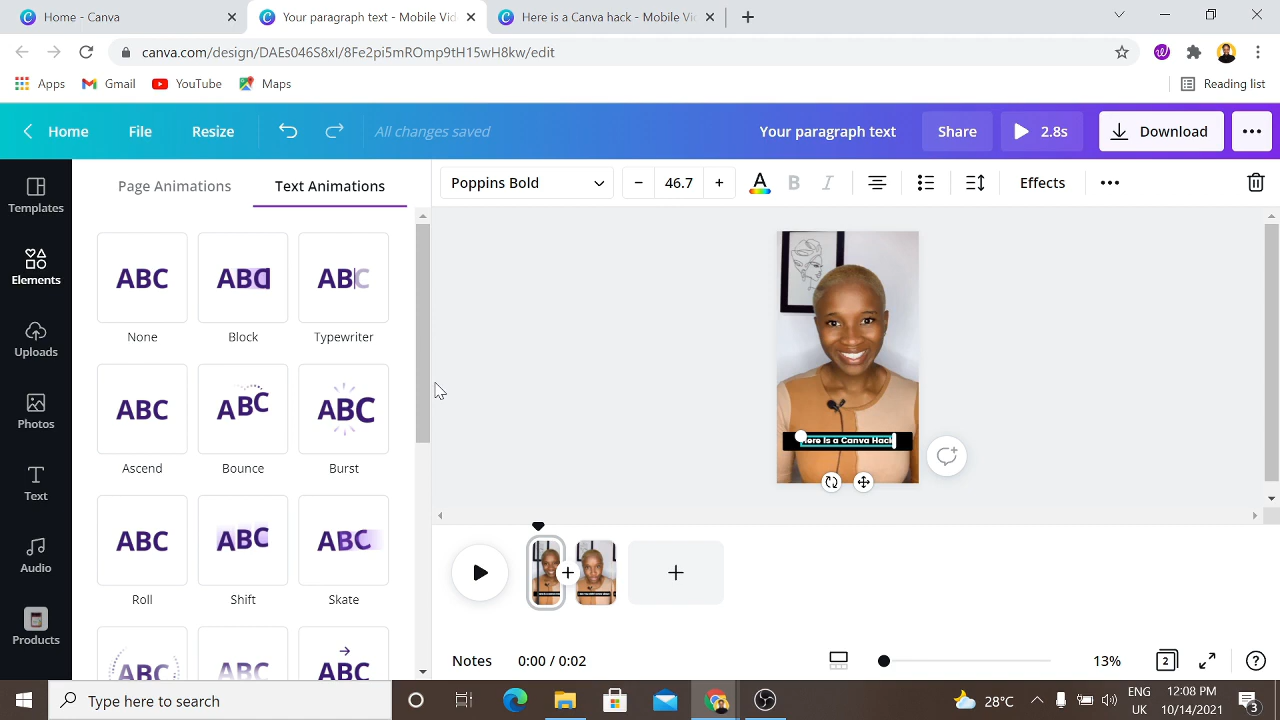 Home - Canva
Your paragraph text - Mobile Vid
Here is a Canva hack - Mobile Vi
canva.com/design/DAEs046S8xI/8Fe2pi5mROmp9tH15wH8kw/edit
Apps
Gmail
YouTube
Maps
Reading list
Home
File
Resize
All changes saved
Your paragraph text
Share
2.8s
Download
Templates
Elements
Uploads
Photos
Text
Audio
Products
Page Animations
Text Animations
ABC
None
ABC
Block
ABC
Typewriter
ABC
Ascend
ABC
Bounce
ABC
Burst
ABC
Roll
ABC
Shift
ABC
Skate
ABC
ABC
ABC
Poppins Bold
46.7
A
B
I
Effects
Here is a Canva Hack
Notes
0:00 / 0:02
13%
2
Type here to search
28°C
ENG
UK
12:08 PM
10/14/2021
3